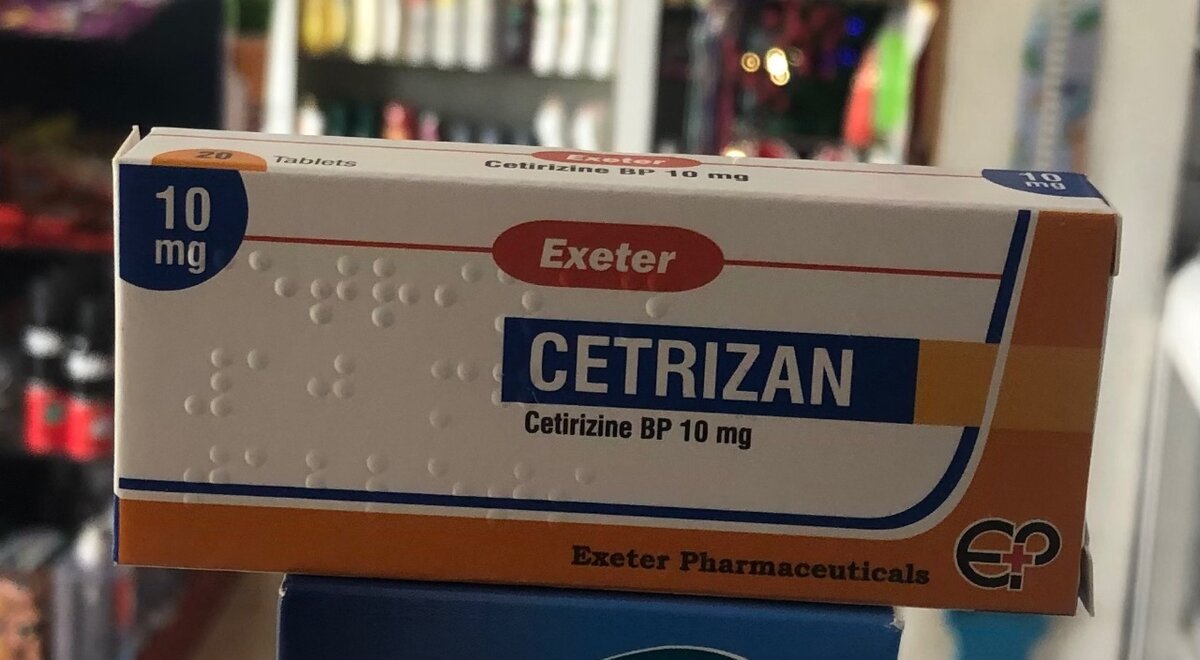 20 Tablets
Exeter
Cetirizine BP 10 mg
10
mg
10
mg
Exeter
CETRIZAN
Cetirizine BP 10 mg
Exeter Pharmaceuticals
EP